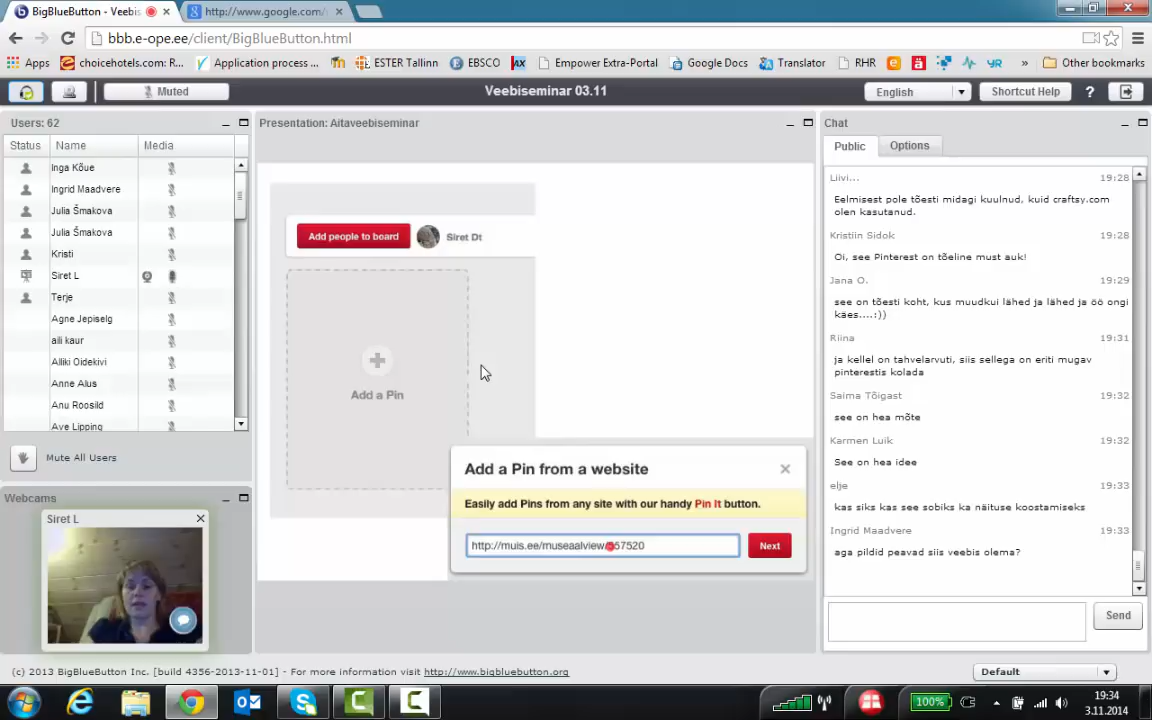 BigBlueButton - Veebis
http://www.google.com/
bbb.e-ope.ee/client/BigBlueButton.html
Apps
choicehotels.com: R...
Application process ...
ESTER Tallinn
EBSCO
Empower Extra-Portal
Google Docs
Translator
RHR
»
Other bookmarks
Muted
Veebiseminar 03.11
English
Shortcut Help
?
Users: 62
Status
Name
Media
Inga Kõue
Ingrid Maadvere
Julia Šmakova
Julia Šmakova
Kristi
Siret L
Terje
Agne Jepiselg
aili kaur
Alliki Oidekivi
Anne Alus
Anu Roosild
Ave Lipping
Mute All Users
Webcams
Siret L
Presentation: Aitaveebiseminar
Add people to board
Siret Dt
Add a Pin
Add a Pin from a website
Easily add Pins from any site with our handy Pin It button.
Next
Chat
Public
Options
Liivi...
19:28
Eelmisest pole tõesti midagi kuulnud, kuid craftsy.com
olen kasutanud.
Kristiin Sidok
19:28
Oi, see Pinterest on tõeline must auk!
Jana O.
19:29
see on tõesti koht, kus muudkui lähed ja lähed ja öö ongi
käes....:))
Riina
19:31
ja kellel on tahvelarvuti, siis sellega on eriti mugav
pinterestis kolada
Saima Tõigast
19:32
see on hea mõte
Karmen Luik
19:32
See on hea idee
elje
19:33
kas siks kas see sobiks ka näituse koostamiseks
Ingrid Maadvere
19:33
aga pildid peavad siis veebis olema?
Send
(c) 2013 BigBlueButton Inc. [build 4356-2013-11-01] - For more information visit http://www.bigbluebutton.org
Default
100%
19:34
3.11.2014